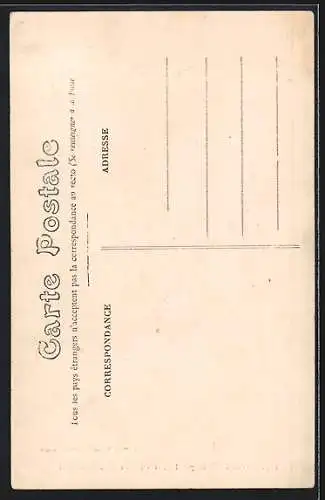 Carte Postale
Tous les pays étrangers n'acceptent pas la correspondance au recto (Se renseigner à la Poste
CORRESPONDANCE
ADRESSE